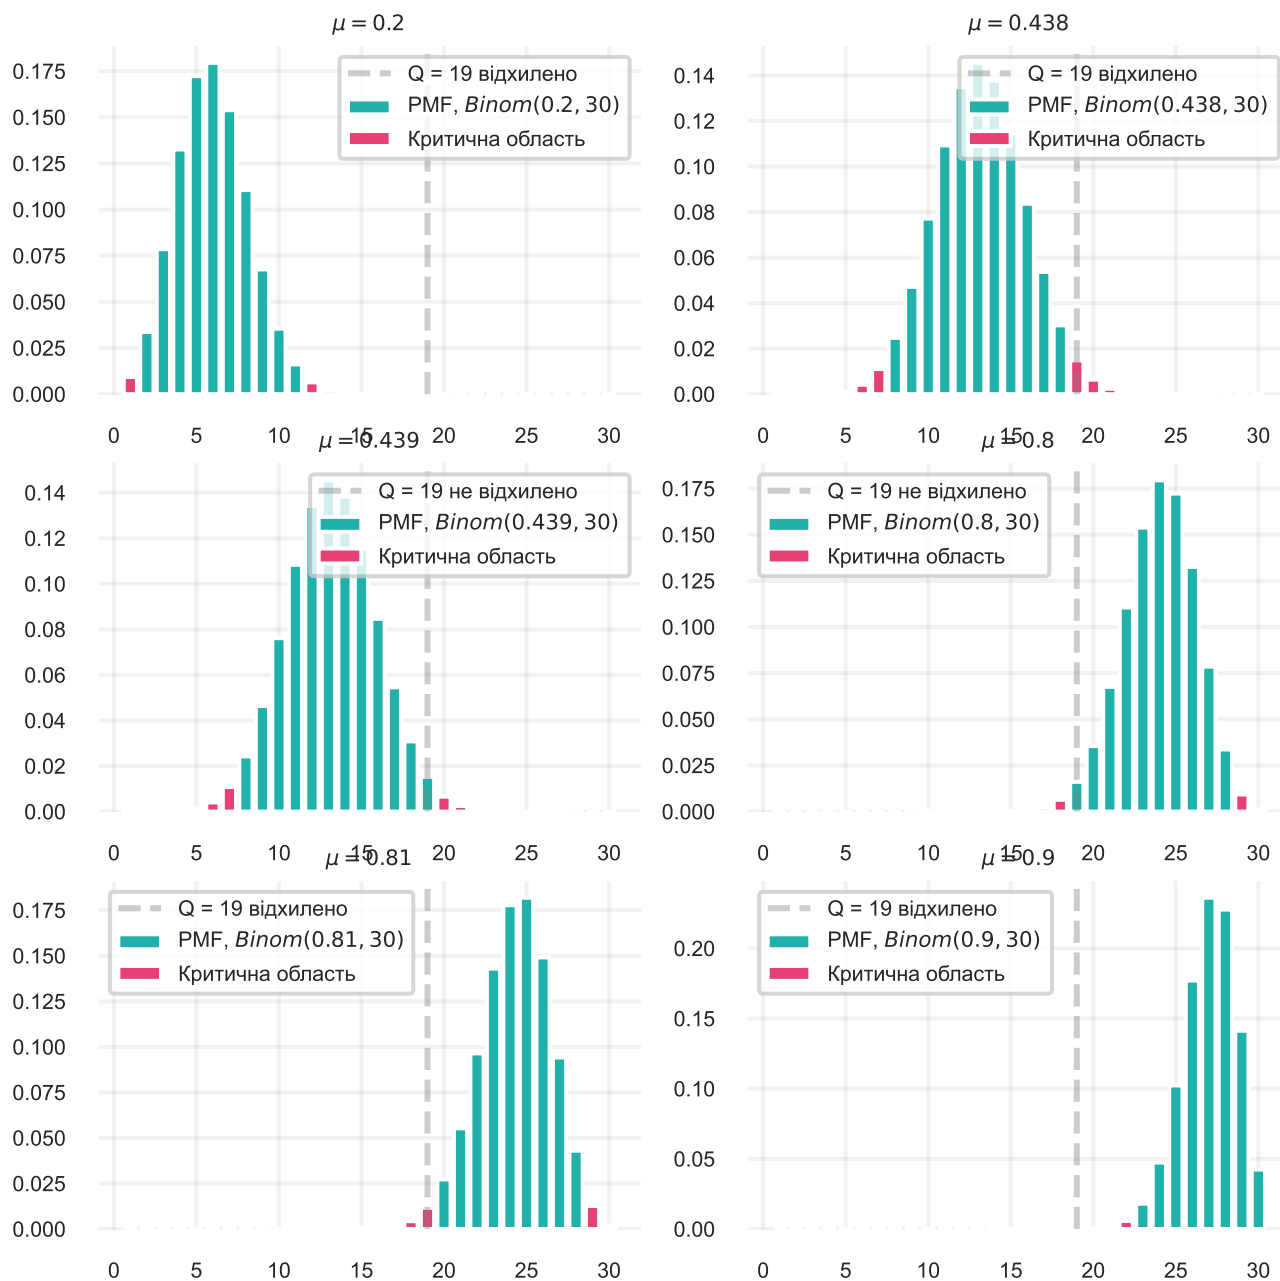 μ = 0.2
Q = 19 відхилено
PMF, Binom(0.2, 30)
Критична область
0.175
0.150
0.125
0.100
0.075
0.050
0.025
0.000
0 5 10 15 20 25 30
μ = 0.438
Q = 19 відхилено
PMF, Binom(0.438, 30)
Критична область
0.14
0.12
0.10
0.08
0.06
0.04
0.02
0.00
0 5 10 15 20 25 30
μ = 0.439
Q = 19 не відхилено
PMF, Binom(0.439, 30)
Критична область
0.14
0.12
0.10
0.08
0.06
0.04
0.02
0.00
0 5 10 15 20 25 30
μ = 0.8
Q = 19 не відхилено
PMF, Binom(0.8, 30)
Критична область
0.175
0.150
0.125
0.100
0.075
0.050
0.025
0.000
0 5 10 15 20 25 30
μ = 0.81
Q = 19 відхилено
PMF, Binom(0.81, 30)
Критична область
0.175
0.150
0.125
0.100
0.075
0.050
0.025
0.000
0 5 10 15 20 25 30
μ = 0.9
Q = 19 відхилено
PMF, Binom(0.9, 30)
Критична область
0.20
0.15
0.10
0.05
0.00
0 5 10 15 20 25 30